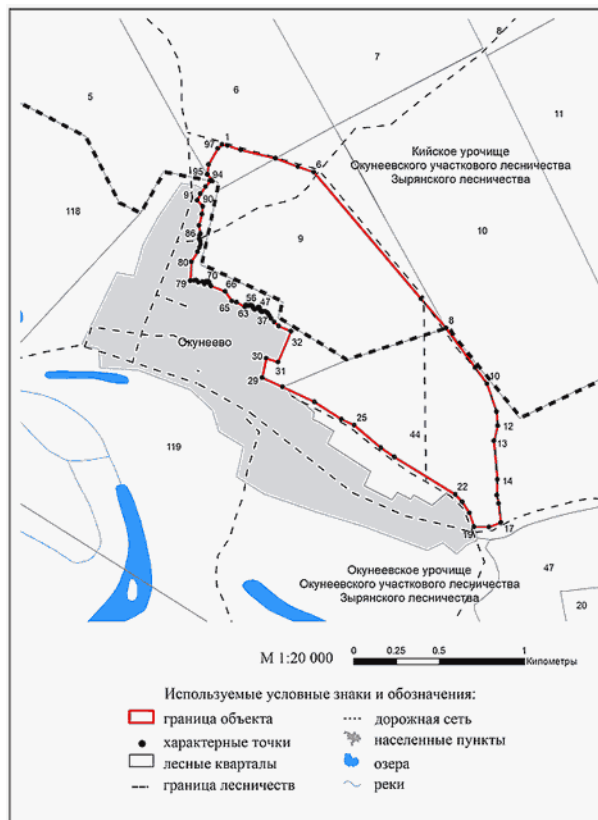 8
7
6
5
11
1
97
Кийское урочище
Окунеевского участкового лесничества
Зырянского лесничества
6
95
94
91
90
118
86
9
10
80
79
70
66
56
47
65
63
37
8
32
Окунеево
30
31
29
10
12
25
44
13
119
14
22
19
17
Окунеевское урочище
Окунеевского участкового лесничества
Зырянского лесничества
47
20
М 1:20 000
0 0.25 0.5 1
Километры
Используемые условные знаки и обозначения:
граница объекта
дорожная сеть
характерные точки
населенные пункты
лесные кварталы
озера
граница лесничеств
реки